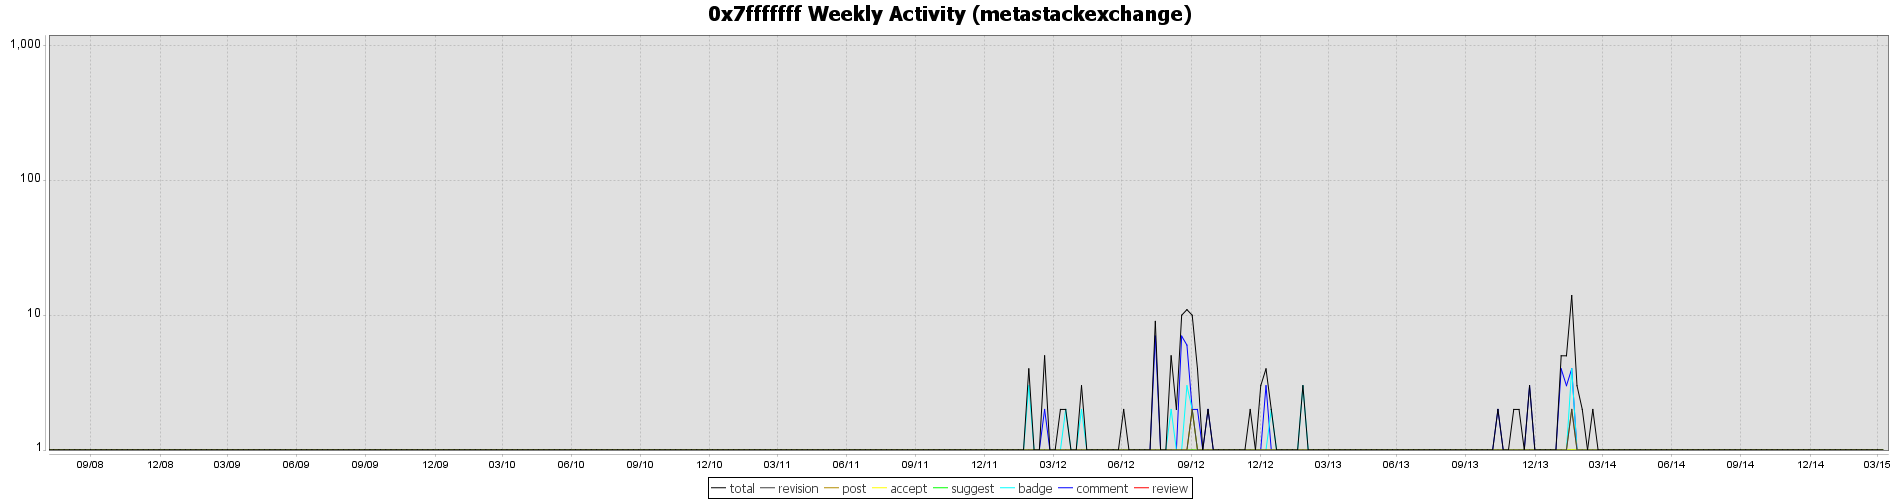 0x7fffffff Weekly Activity (metastackexchange)
1,000
100
10
1
09/08 12/08 03/09 06/09 09/09 12/09 03/10 06/10 09/10 12/10 03/11 06/11 09/11 12/11 03/12 06/12 09/12 12/12 03/13 06/13 09/13 12/13 03/14 06/14 09/14 12/14 03/15
total revision post accept suggest badge comment review